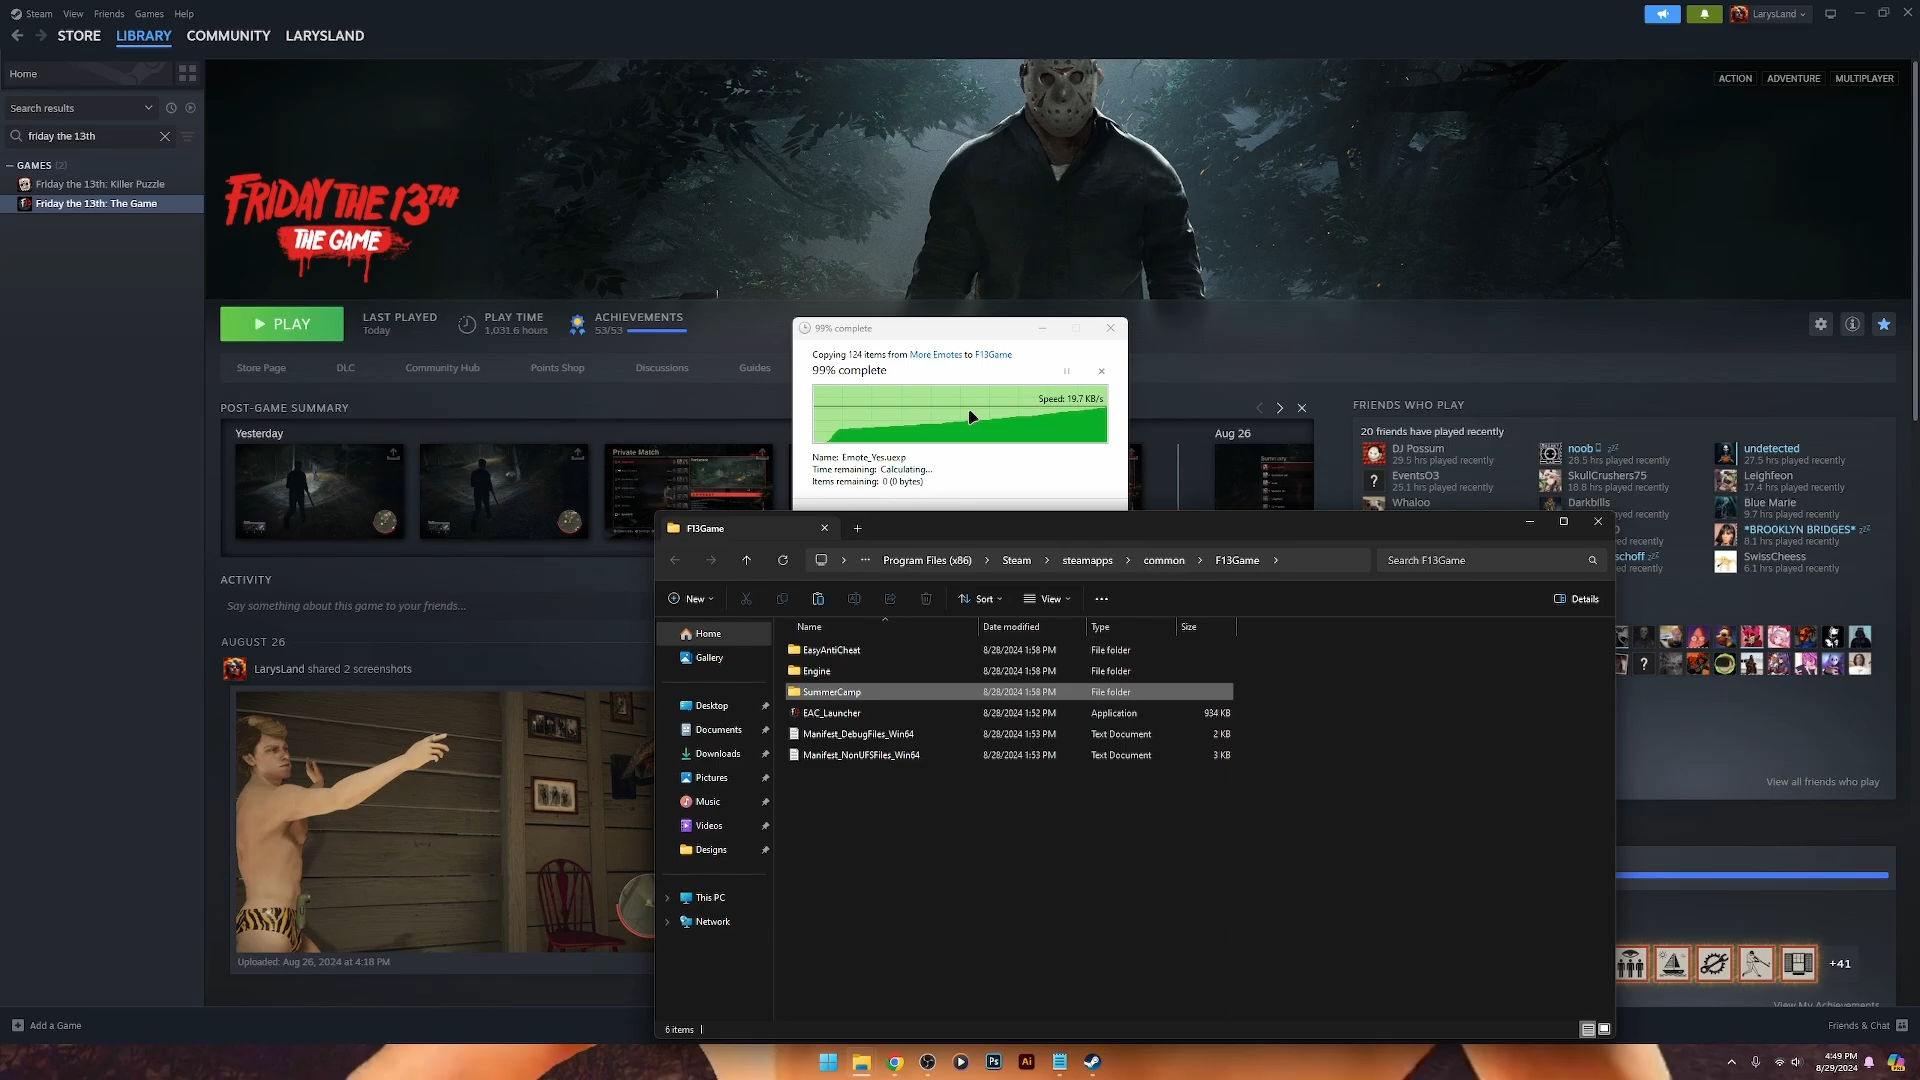 Steam View Friends Games Help
LarysLand
STORE LIBRARY COMMUNITY LARYSLAND
Home
ACTION ADVENTURE MULTIPLAYER
Search results
friday the 13th
GAMES (2)
Friday the 13th: Killer Puzzle
Friday the 13th: The Game
FRIDAY THE 13TH
THE GAME
PLAY
LAST PLAYED
Today
PLAY TIME
1,031.6 hours
ACHIEVEMENTS
53/53
Store Page DLC Community Hub Points Shop Discussions Guides
POST-GAME SUMMARY
Yesterday
Private Match
Aug 26
FRIENDS WHO PLAY
20 friends have played recently
DJ Possum
29.5 hrs played recently
noob zzZ
28.5 hrs played recently
undetected
27.5 hrs played recently
EventsO3
25.1 hrs played recently
SkullCrushers75
18.8 hrs played recently
Leighfeon
17.4 hrs played recently
Whaloo
Darkbills
s played recently
Blue Marie
9.7 hrs played recently
*BROOKLYN BRIDGES* zzZ
8.1 hrs played recently
schoff zzZ
ed recently
SwissCheess
6.1 hrs played recently
View all friends who play
+41
View My Achievements
99% complete
Copying 124 items from More Emotes to F13Game
99% complete
Speed: 19.7 KB/s
Name: Emote_Yes.uexp
Time remaining: Calculating...
Items remaining: 0 (0 bytes)
F13Game
Program Files (x86) > Steam > steamapps > common > F13Game >
Search F13Game
New Sort View Details
Name Date modified Type Size
EasyAntiCheat 8/28/2024 1:58 PM File folder
Engine 8/28/2024 1:58 PM File folder
SummerCamp 8/28/2024 1:58 PM File folder
EAC_Launcher 8/28/2024 1:52 PM Application 934 KB
Manifest_DebugFiles_Win64 8/28/2024 1:53 PM Text Document 2 KB
Manifest_NonUFSFiles_Win64 8/28/2024 1:53 PM Text Document 3 KB
Home
Gallery
Desktop
Documents
Downloads
Pictures
Music
Videos
Designs
This PC
Network
6 items
ACTIVITY
Say something about this game to your friends...
AUGUST 26
LarysLand shared 2 screenshots
Uploaded: Aug 26, 2024 at 4:18 PM
Add a Game
Friends & Chat
Ps
Ai
4:49 PM
8/29/2024